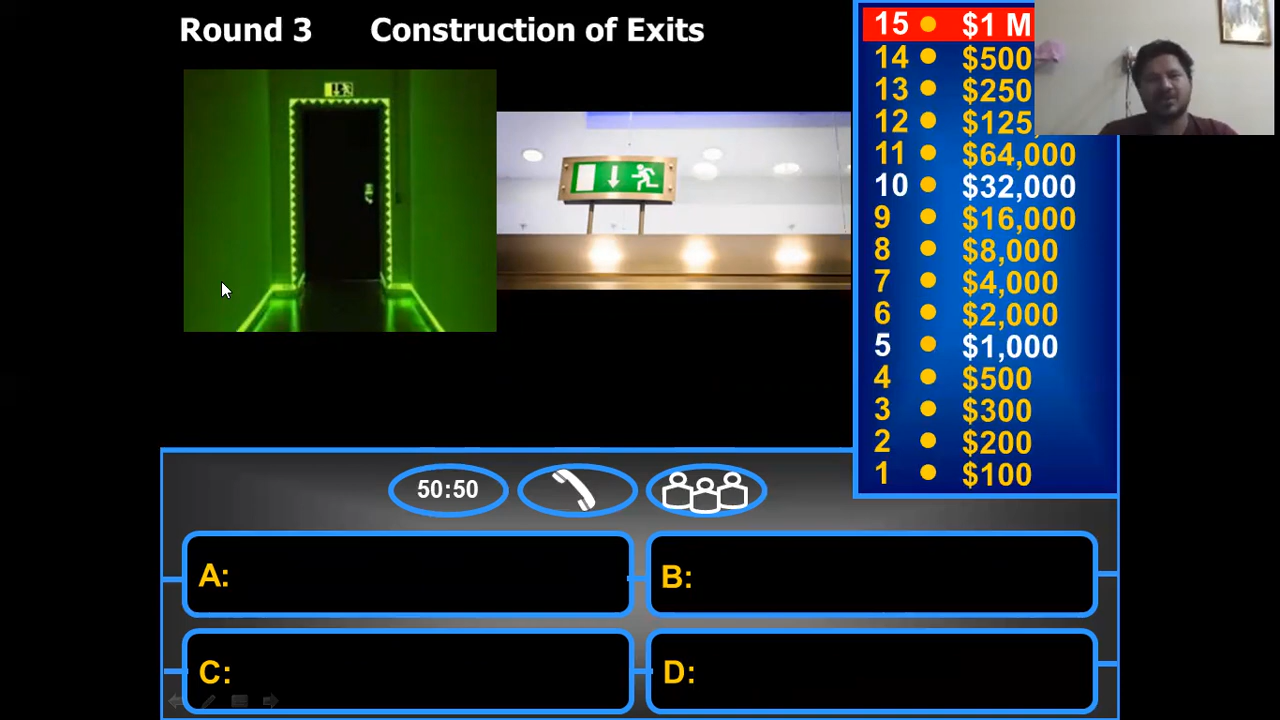 Round 3 Construction of Exits
15 $1 M
14 $500
13 $250
12 $125,
11 $64,000
10 $32,000
9 $16,000
8 $8,000
7 $4,000
6 $2,000
5 $1,000
4 $500
3 $300
2 $200
1 $100
50:50
A:
B:
C:
D: